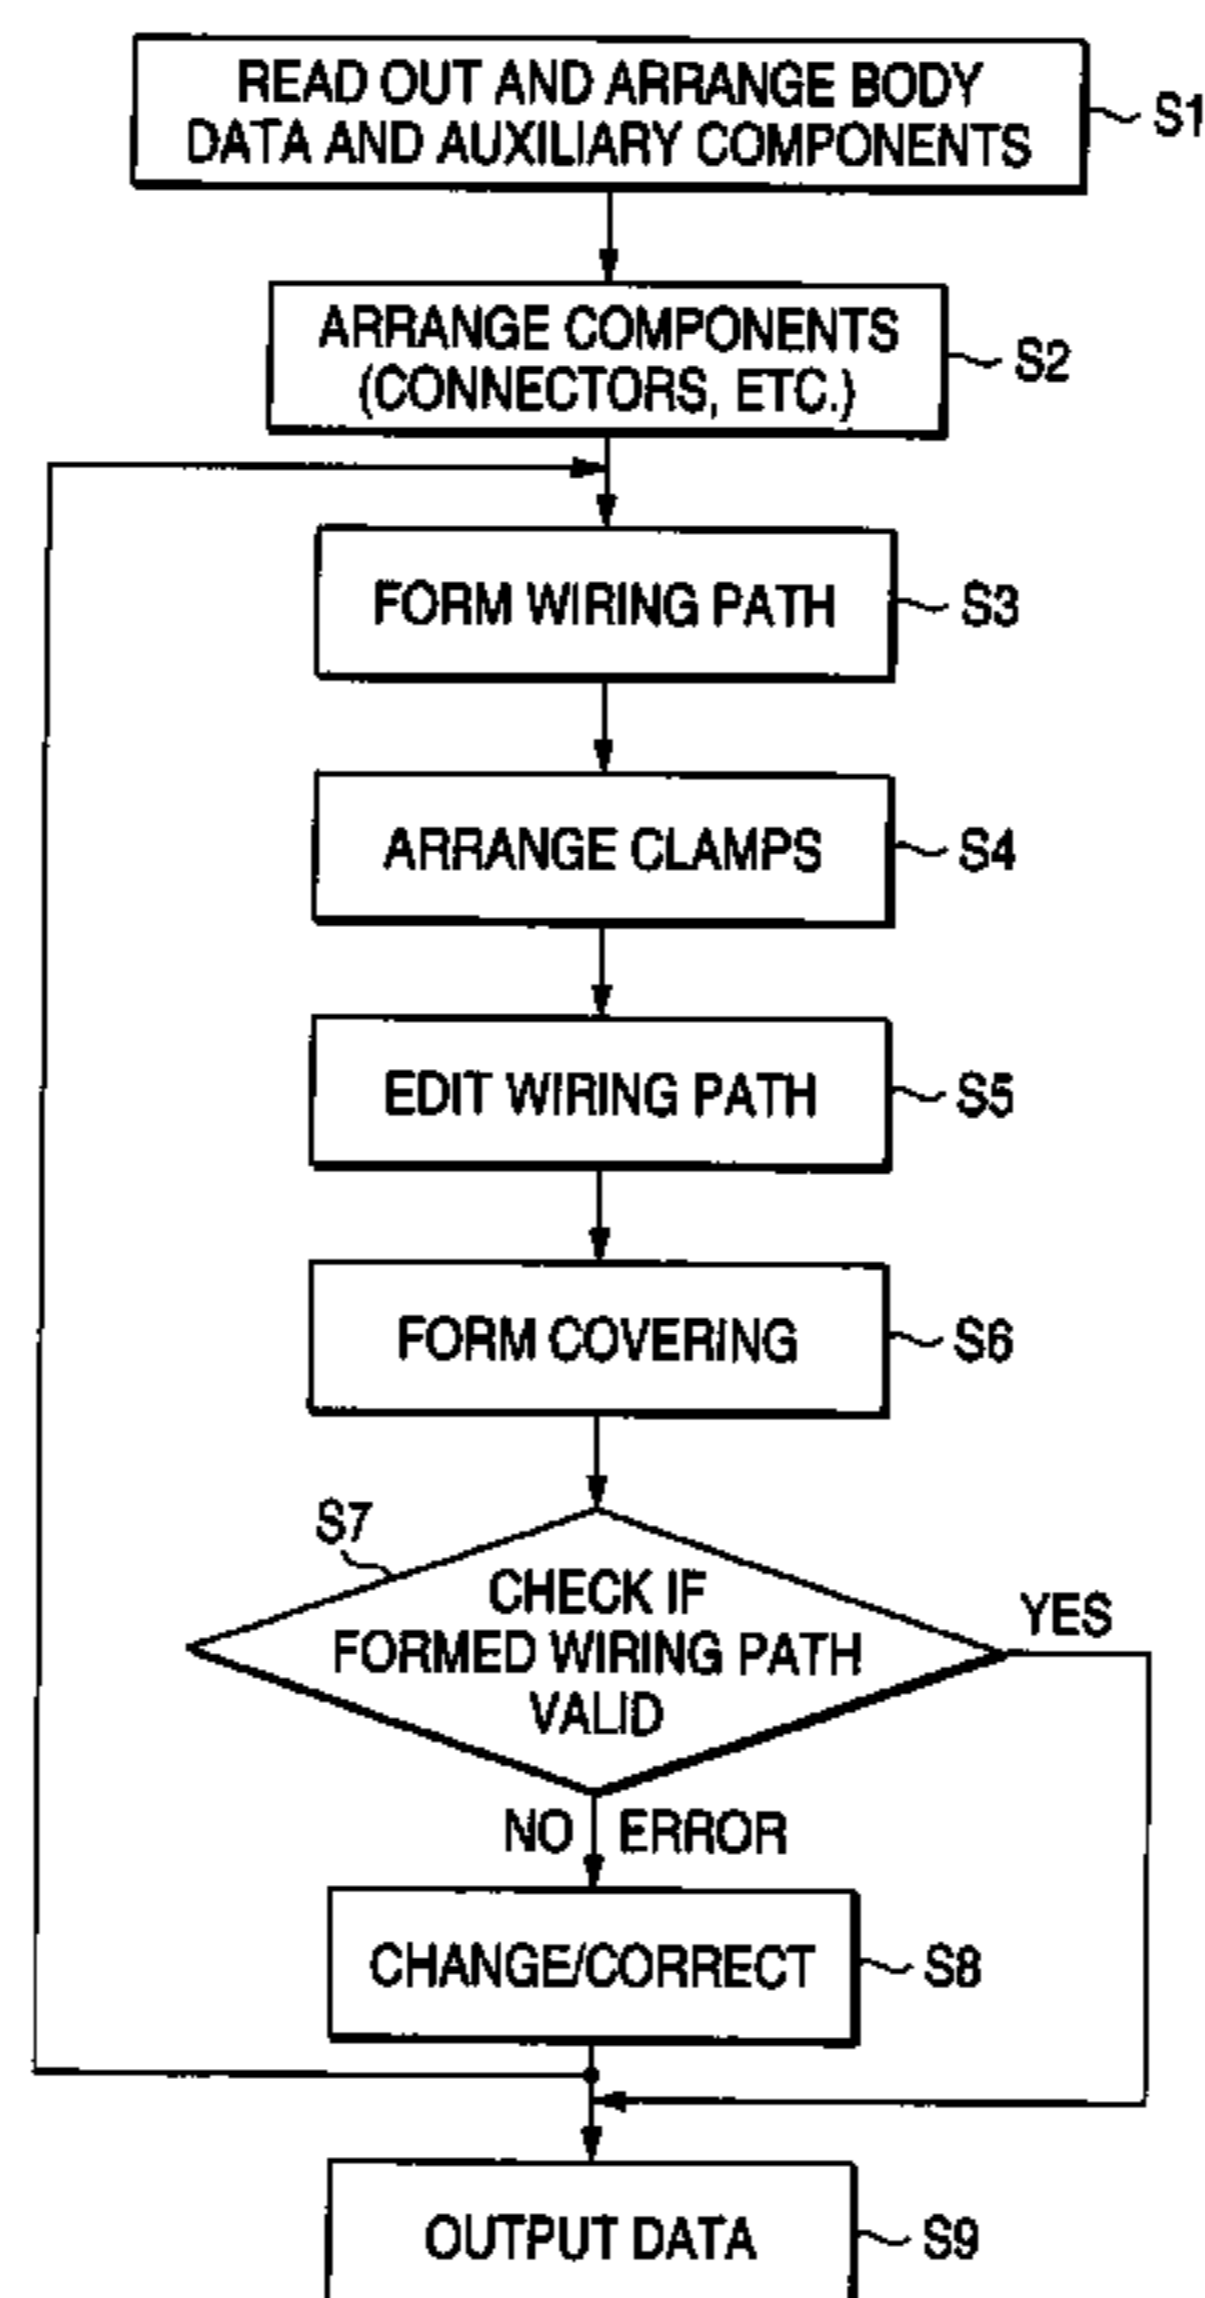 READ OUT AND ARRANGE BODY
DATA AND AUXILIARY COMPONENTS
S1
ARRANGE COMPONENTS
(CONNECTORS, ETC.)
S2
FORM WIRING PATH
S3
ARRANGE CLAMPS
S4
EDIT WIRING PATH
S5
FORM COVERING
S6
S7
CHECK IF
FORMED WIRING PATH
VALID
YES
NO ERROR
CHANGE/CORRECT
S8
OUTPUT DATA
S9